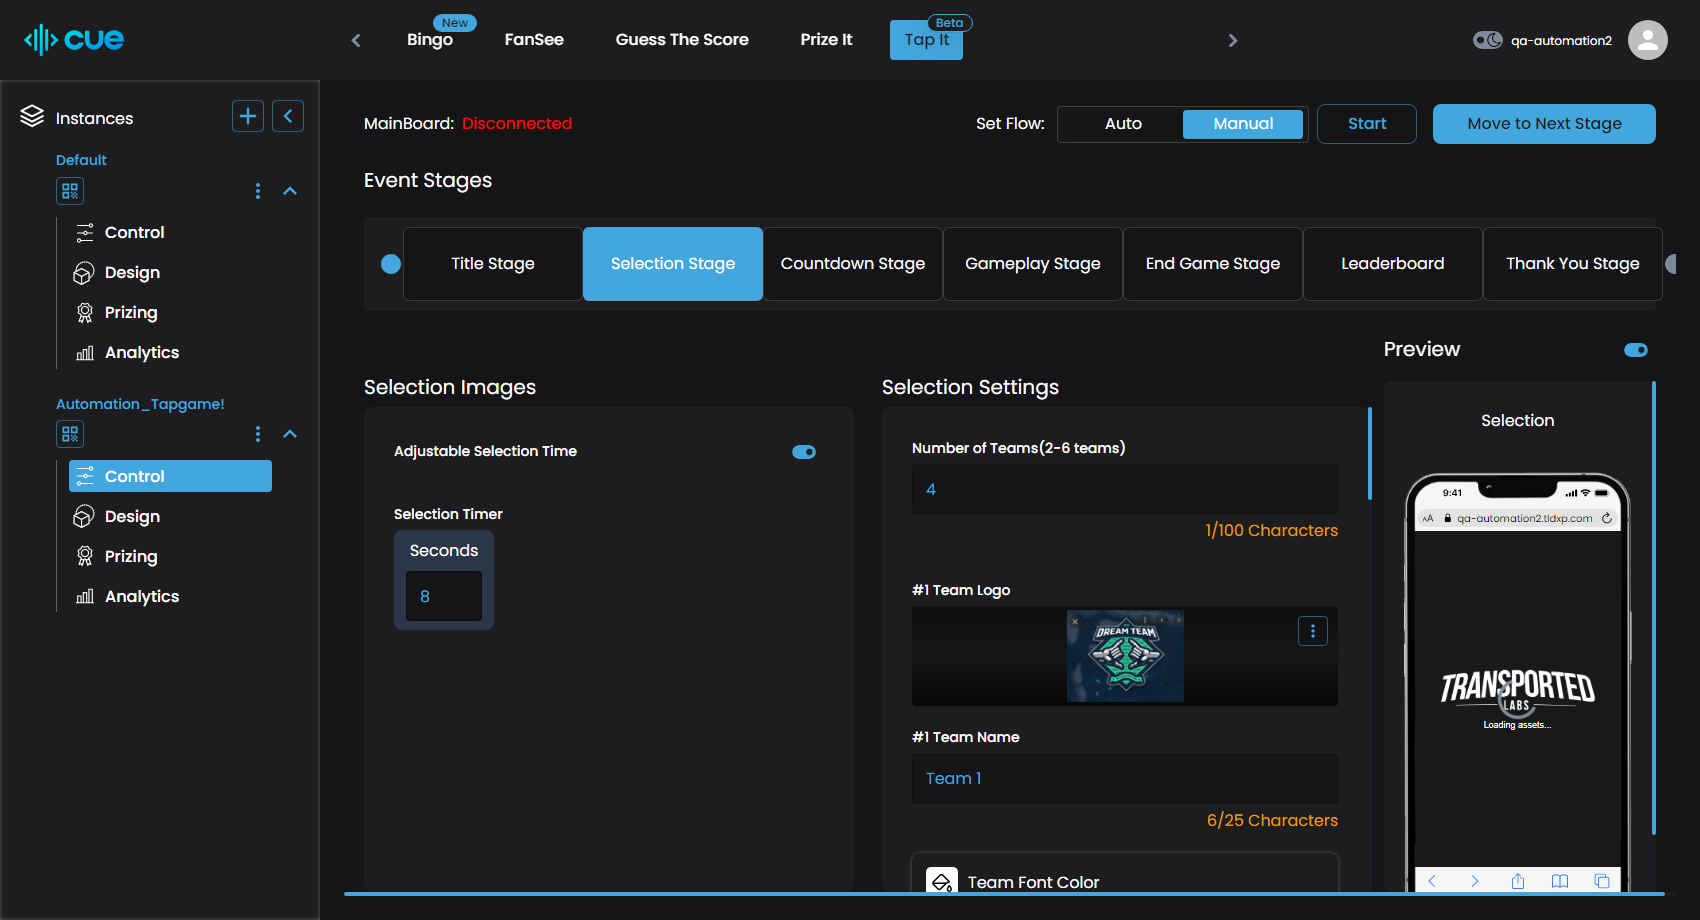 cue
New
Bingo
FanSee
Guess The Score
Prize It
Beta
Tap It
qa-automation2
Instances
Default
Control
Design
Prizing
Analytics
Automation_Tapgame!
Control
Design
Prizing
Analytics
MainBoard: Disconnected
Set Flow:
Auto
Manual
Start
Move to Next Stage
Event Stages
Title Stage
Selection Stage
Countdown Stage
Gameplay Stage
End Game Stage
Leaderboard
Thank You Stage
Selection Images
Adjustable Selection Time
Selection Timer
Seconds
8
Selection Settings
Number of Teams(2-6 teams)
4
1/100 Characters
#1 Team Logo
DREAM TEAM
#1 Team Name
Team 1
6/25 Characters
Team Font Color
Preview
Selection
9:41
AA qa-automation2.tldxp.com
TRANSPORTED
LABS
Loading assets...